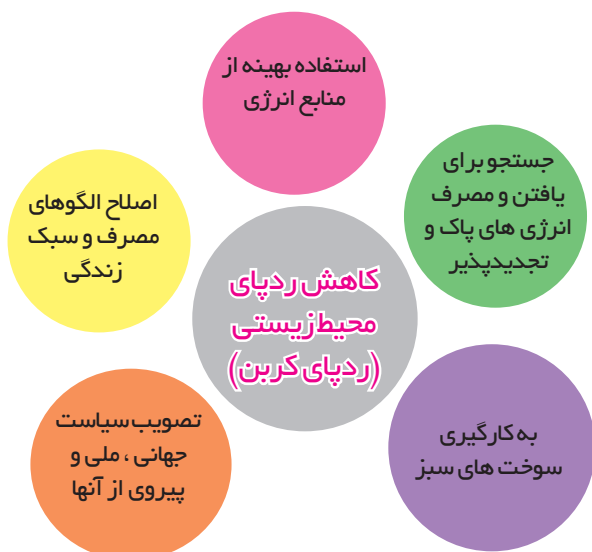 استفاده بهینه از
منابع انرژی
جستجو برای
یافتن و مصرف
انرژی های پاک و
تجدیدپذیر
اصلاح الگوهای
مصرف و سبک
زندگی
کاهش ردپای
محیط‌زیستی
(ردپای کربن)
به کارگیری
سوخت های سبز
تصویب سیاست
جهانی ، ملی و
پیروی از آنها